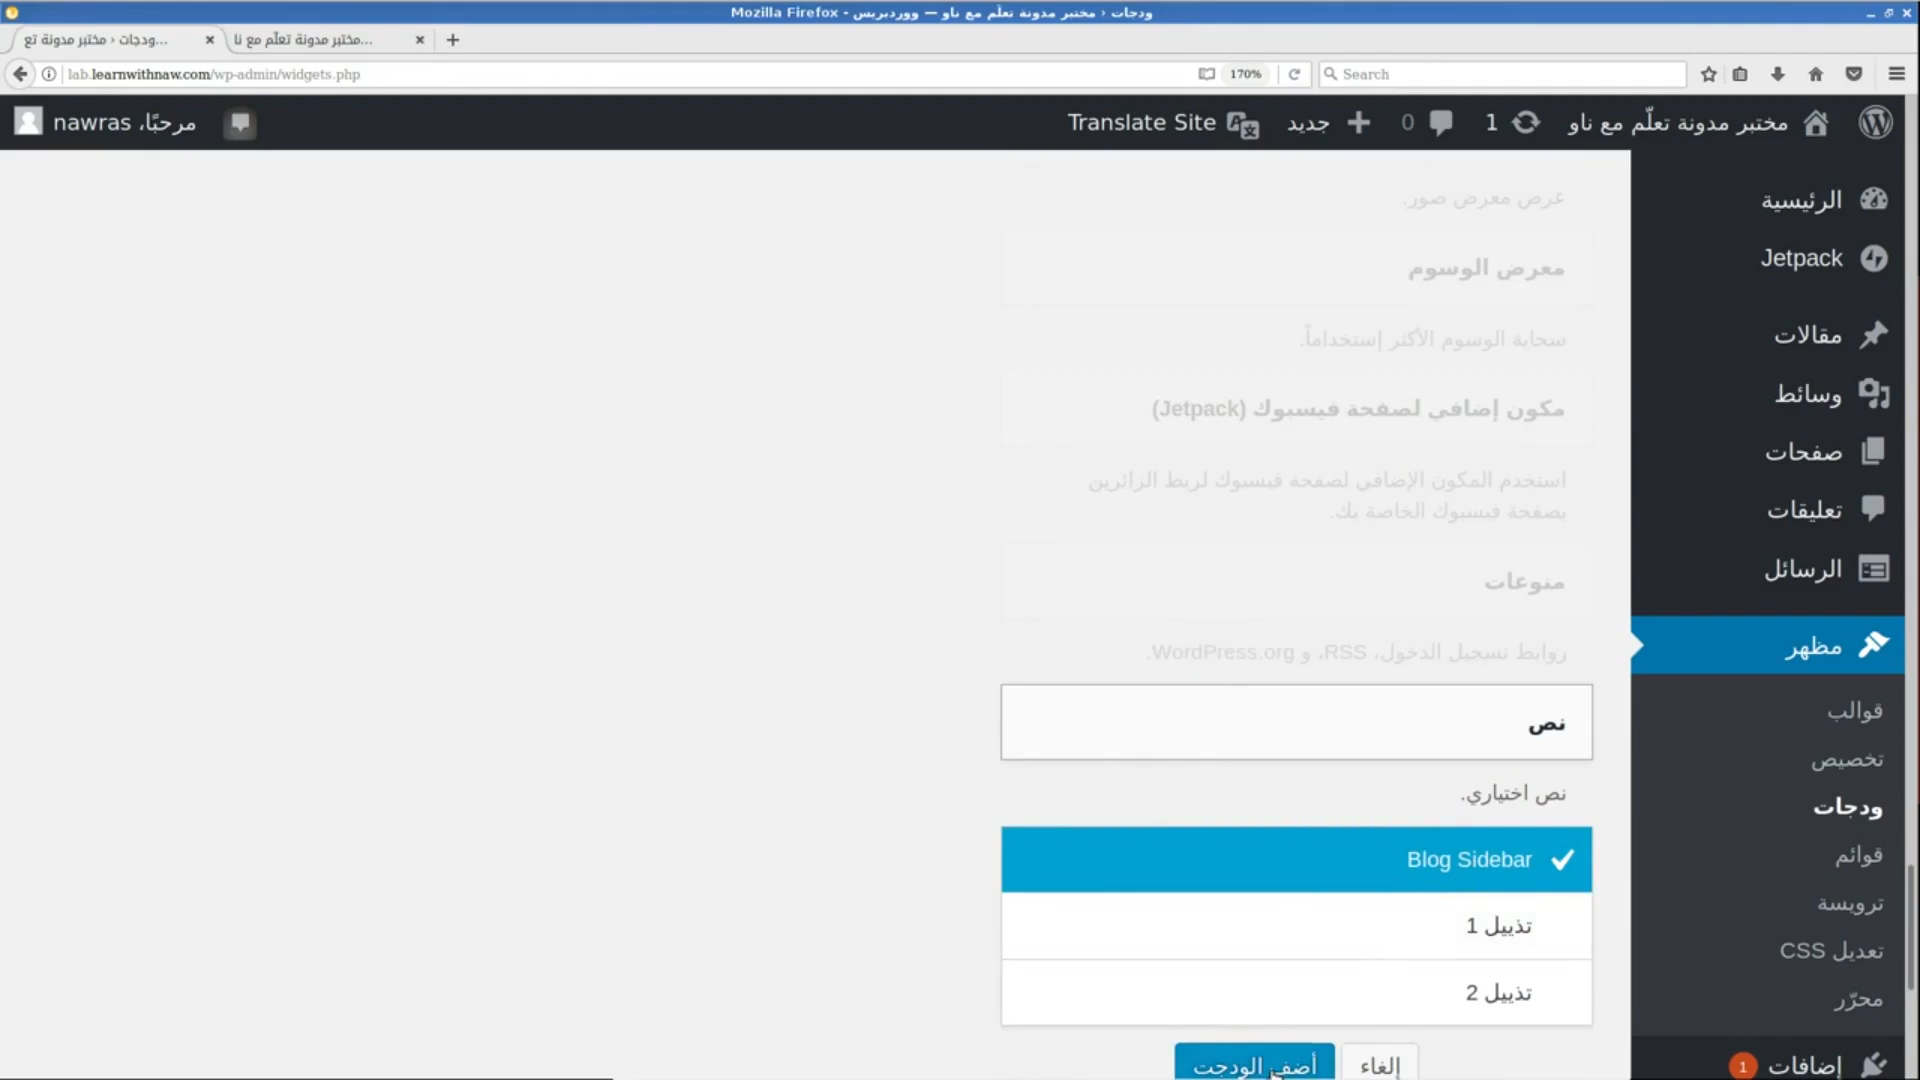 ودجات ‹ مختبر مدونة تعلّم مع ناو — ووردبريس - Mozilla Firefox
ودجات ‹ مختبر مدونة تع...
مختبر مدونة تعلّم مع نا...
lab.learnwithnaw.com/wp-admin/widgets.php
170%
Search
مختبر مدونة تعلّم مع ناو
1
0
جديد
Translate Site
مرحبًا، nawras
الرئيسية
Jetpack
مقالات
وسائط
صفحات
تعليقات
الرسائل
مظهر
قوالب
تخصيص
ودجات
قوائم
ترويسة
تعديل CSS
محرّر
إضافات 1
عرض معرض صور.
معرض الوسوم
سحابة الوسوم الأكثر إستخداماً.
مكون إضافي لصفحة فيسبوك (Jetpack)
استخدم المكون الإضافي لصفحة فيسبوك لربط الزائرين
بصفحة فيسبوك الخاصة بك.
منوعات
روابط تسجيل الدخول، RSS، و WordPress.org.
نص
نص اختياري.
Blog Sidebar
تذييل 1
تذييل 2
إلغاء
أضف الودجت